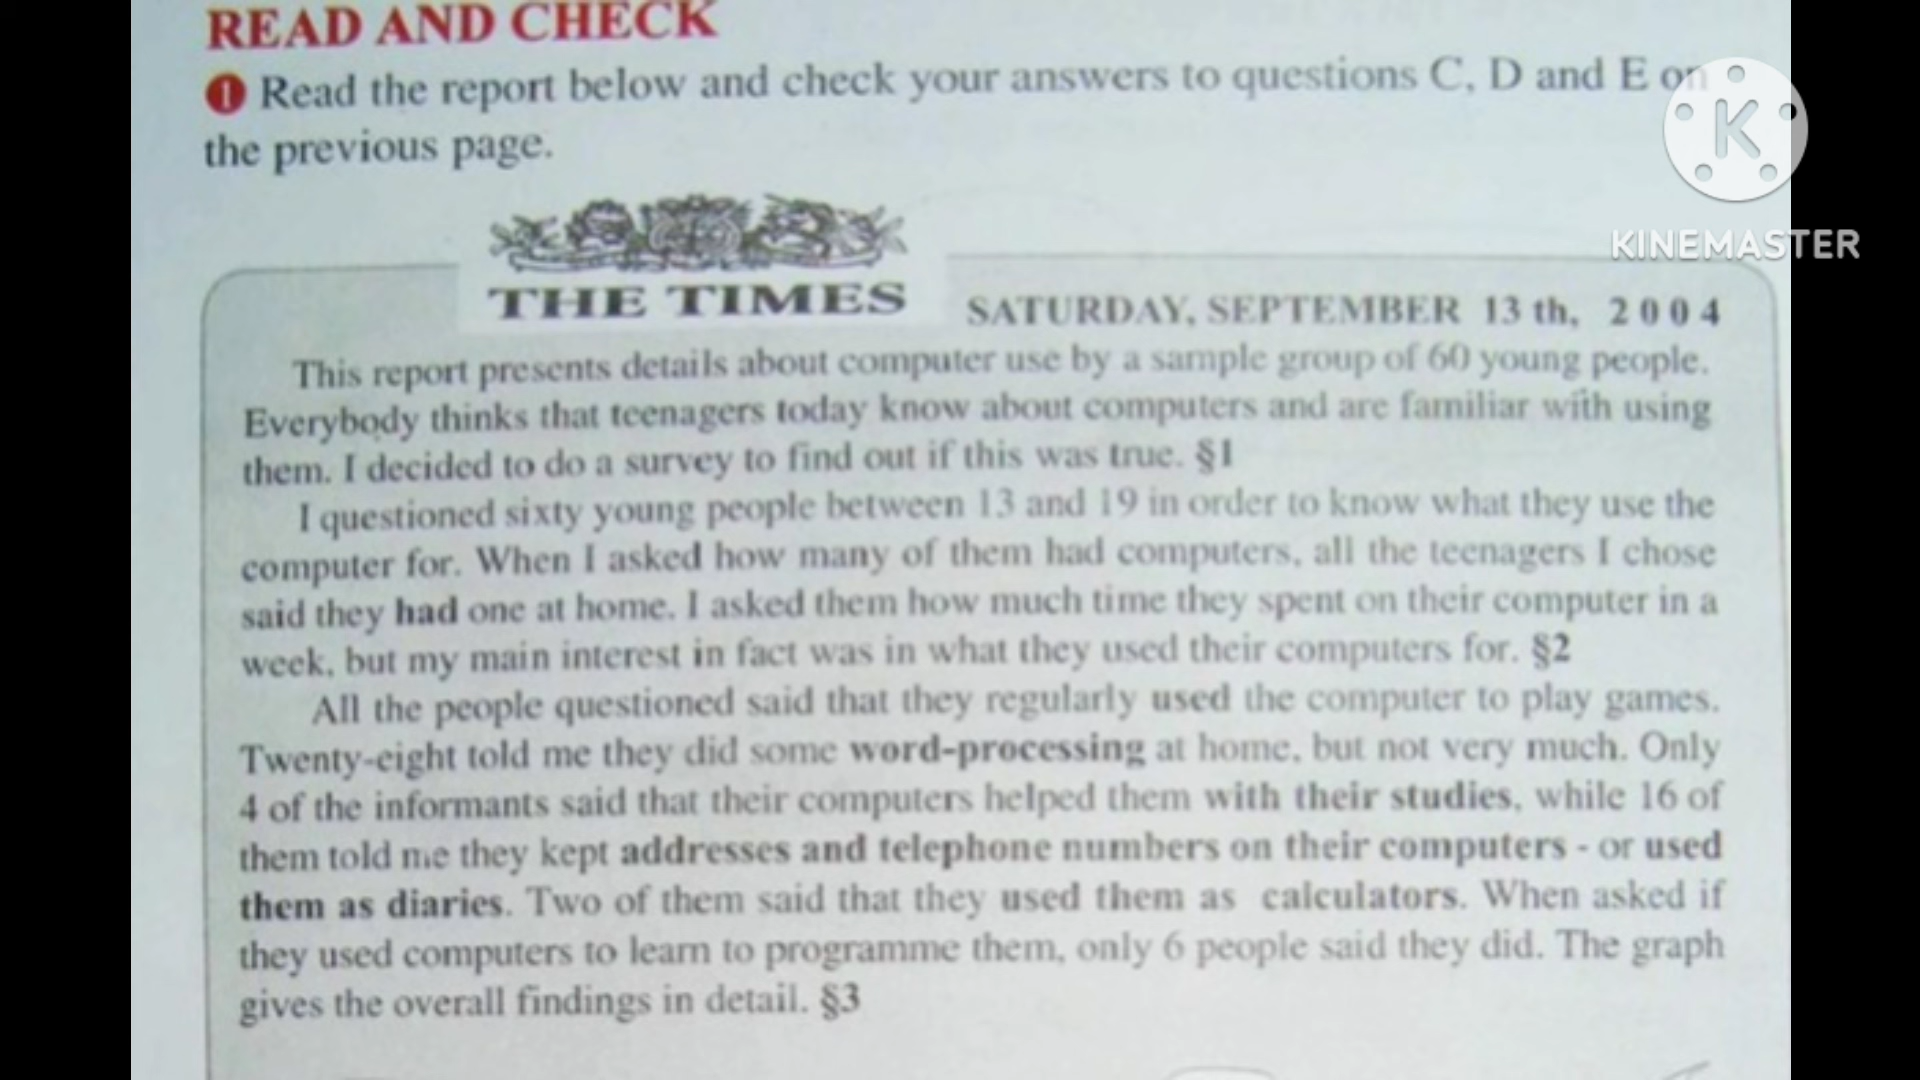 READ AND CHECK
1 Read the report below and check your answers to questions C, D and E on
the previous page.
K
KINEMASTER
THE TIMES
SATURDAY, SEPTEMBER 13 th, 2004
This report presents details about computer use by a sample group of 60 young people.
Everybody thinks that teenagers today know about computers and are familiar with using
them. I decided to do a survey to find out if this was true. §1
I questioned sixty young people between 13 and 19 in order to know what they use the
computer for. When I asked how many of them had computers, all the teenagers I chose
said they had one at home. I asked them how much time they spent on their computer in a
week, but my main interest in fact was in what they used their computers for. §2
All the people questioned said that they regularly used the computer to play games.
Twenty-eight told me they did some word-processing at home, but not very much. Only
4 of the informants said that their computers helped them with their studies, while 16 of
them told me they kept addresses and telephone numbers on their computers - or used
them as diaries. Two of them said that they used them as calculators. When asked if
they used computers to learn to programme them, only 6 people said they did. The graph
gives the overall findings in detail. §3